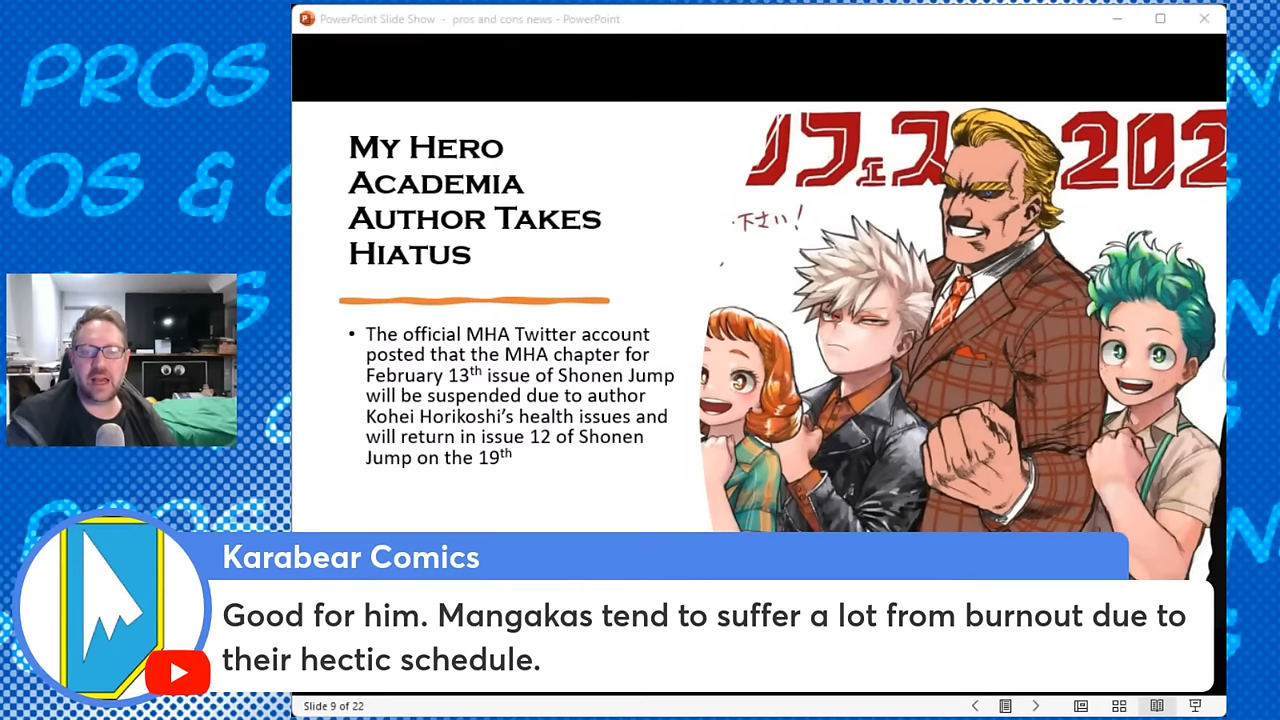 PowerPoint Slide Show - pros and cons news - PowerPoint
PROS
ROS &
My Hero
Academia
Author Takes
Hiatus
• The official MHA Twitter account
posted that the MHA chapter for
February 13th issue of Shonen Jump
will be suspended due to author
Kohei Horikoshi's health issues and
will return in issue 12 of Shonen
Jump on the 19th
ノフェス 202
下さい!
Karabear Comics
Good for him. Mangakas tend to suffer a lot from burnout due to
their hectic schedule.
Slide 9 of 22